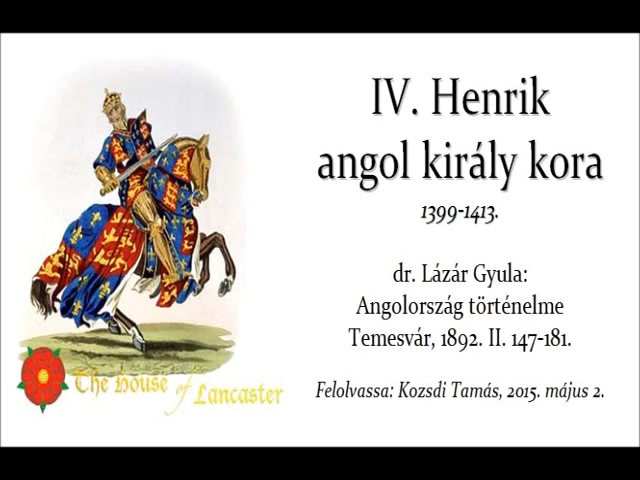 IV. Henrik
angol király kora
1399-1413.
dr. Lázár Gyula:
Angolország történelme
Temesvár, 1892. II. 147-181.
Felolvassa: Kozsdi Tamás, 2015. május 2.
The House of Lancaster